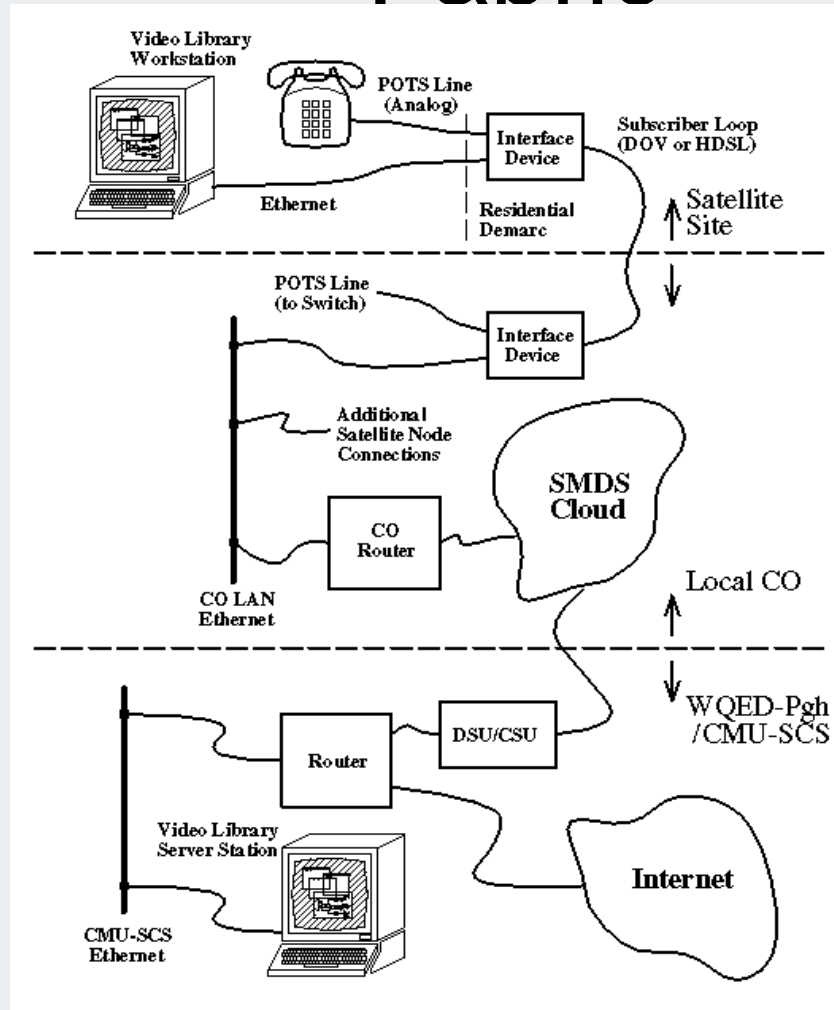 Video Library
Workstation
POTS Line
(Analog)
Interface
Device
Subscriber Loop
(DOV or HDSL)
Ethernet
Residential
Demarc
Satellite
Site
POTS Line
(to Switch)
Interface
Device
Additional
Satellite Node
Connections
SMDS
Cloud
CO
Router
CO LAN
Ethernet
Local CO
WQED-Pgh
/CMU-SCS
DSU/CSU
Router
Video Library
Server Station
Internet
CMU-SCS
Ethernet